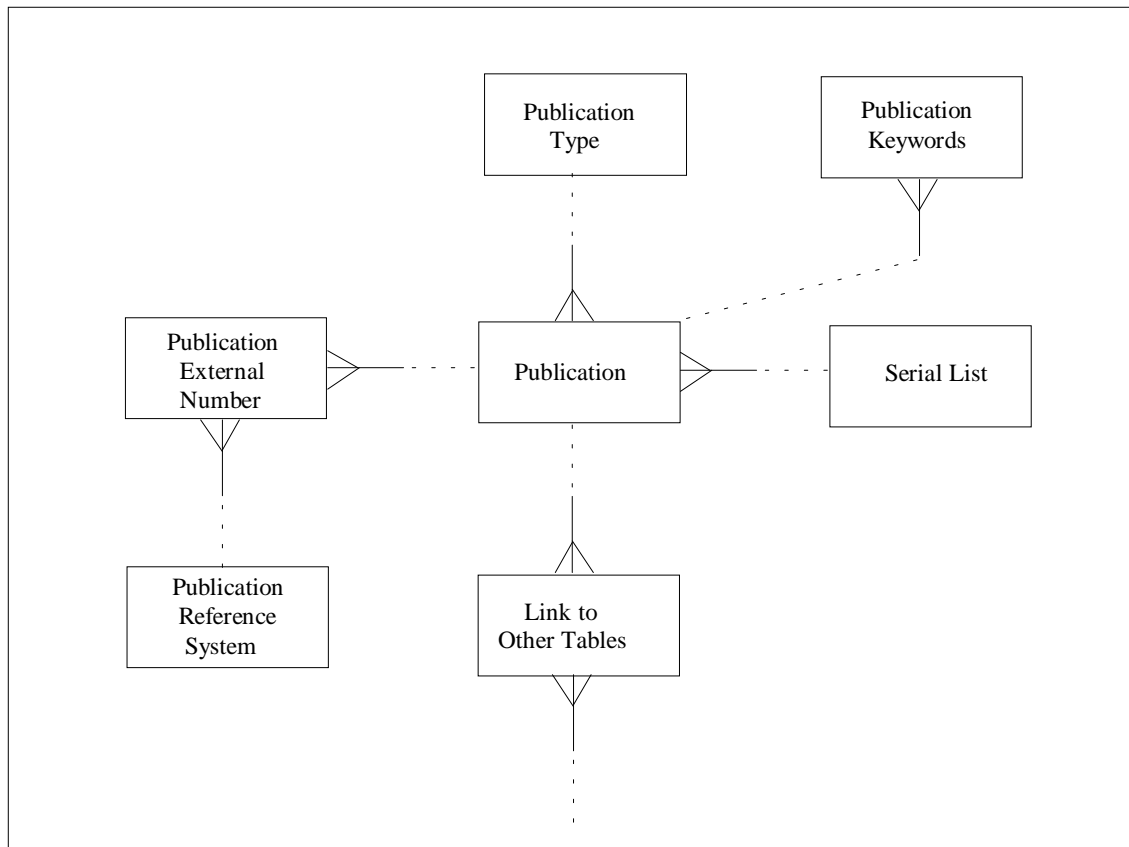 Publication
Type
Publication
Keywords
Publication
External
Number
Publication
Serial List
Publication
Reference
System
Link to
Other Tables